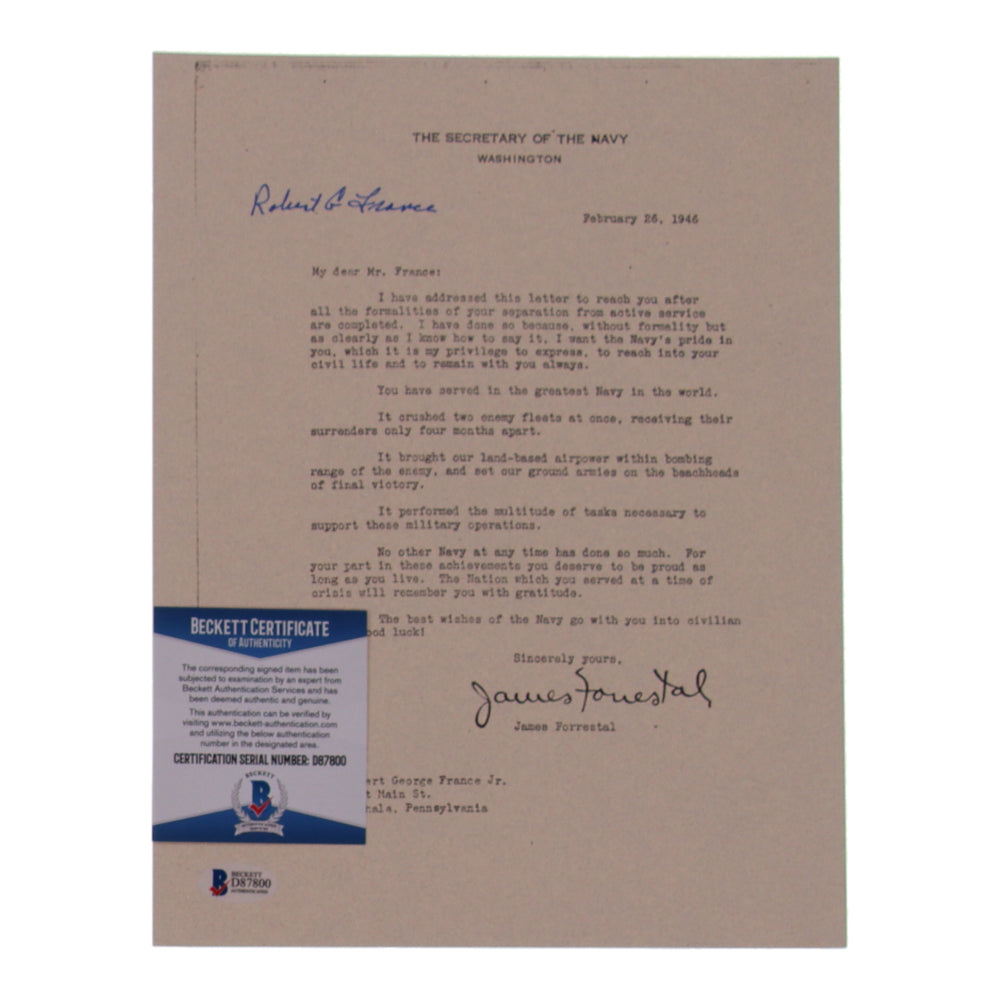 THE SECRETARY OF THE NAVY
WASHINGTON
Robert G France
February 26, 1946
My dear Mr. France:
I have addressed this letter to reach you after
all the formalities of your separation from active service
are completed. I have done so because, without formality but
as clearly as I know how to say it, I want the Navy's pride in
you, which it is my privilege to express, to reach into your
civil life and to remain with you always.
You have served in the greatest Navy in the world.
It crushed two enemy fleets at once, receiving their
surrenders only four months apart.
It brought our land-based airpower within bombing
range of the enemy, and set our ground armies on the beachheads
of final victory.
It performed the multitude of tasks necessary to
support these military operations.
No other Navy at any time has done so much. For
your part in these achievements you deserve to be proud as
long as you live. The Nation which you served at a time of
crisis will remember you with gratitude.
The best wishes of the Navy go with you into civilian
ood luck!
Sincerely yours,
James Forrestal
James Forrestal
ert George France Jr.
t Main St.
hala, Pennsylvania
BECKETT CERTIFICATE
OF AUTHENTICITY
The corresponding signed item has been
subjected to examination by an expert from
Beckett Authentication Services and has
been deemed authentic and genuine.
This authentication can be verified by
visiting www.beckett-authentication.com
and utilizing the below authentication
number in the designated area.
CERTIFICATION SERIAL NUMBER: D87800
BECKETT
B
BECKETT
D87800
AUTHENTICATED